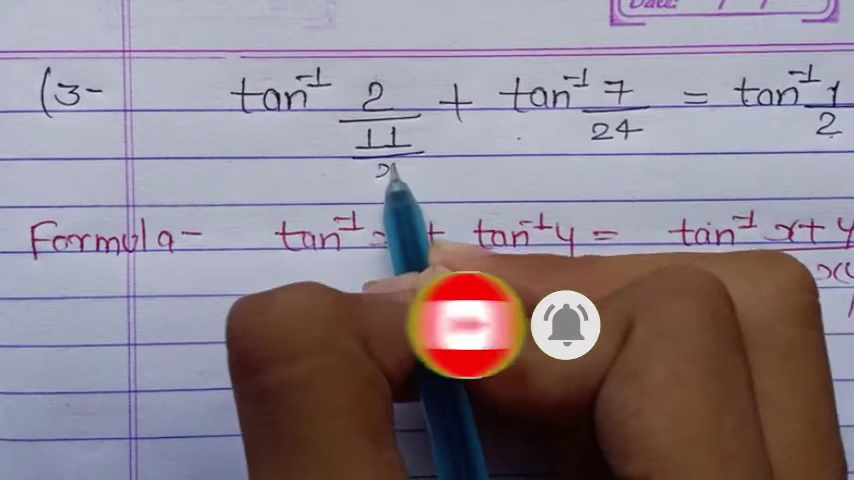 Date:
(3- tan⁻¹ 2/11 + tan⁻¹ 7/24 = tan⁻¹ 1/2
x
Formula- tan⁻¹ + tan⁻¹ y = tan⁻¹ x+y